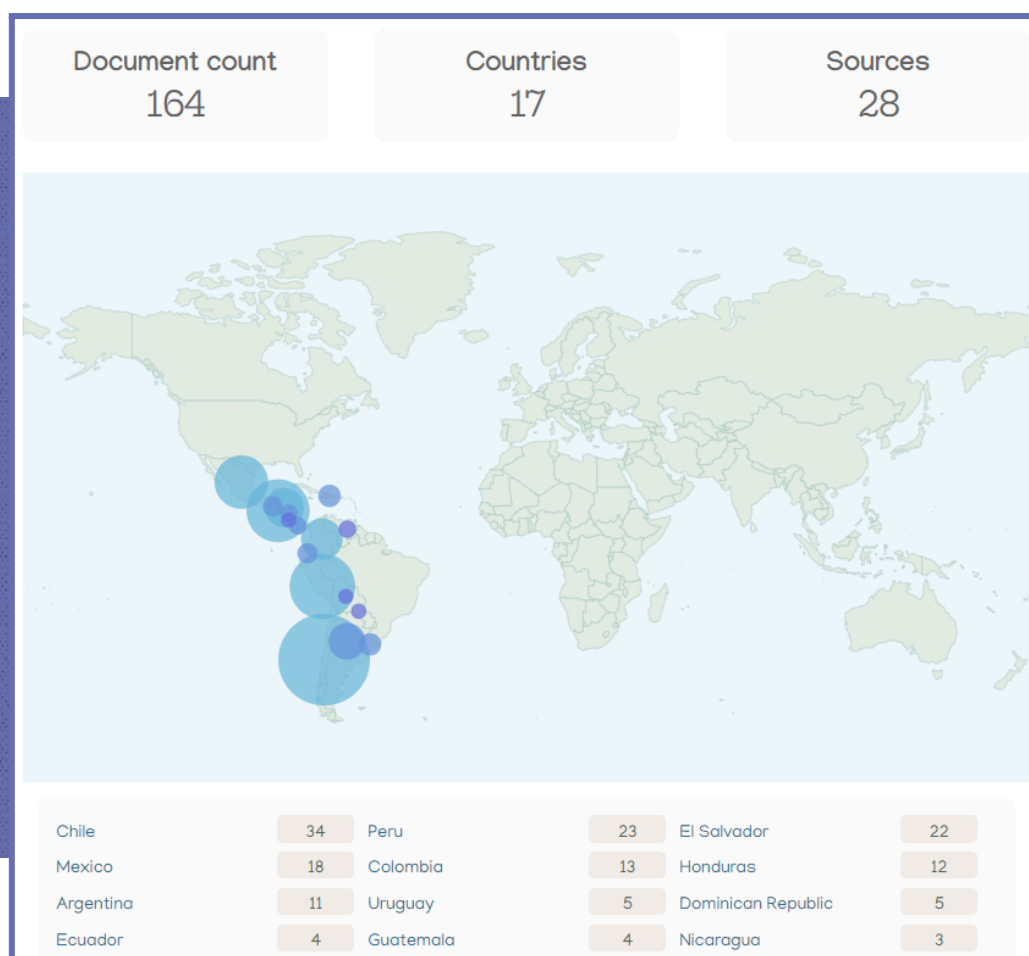 Document count Countries Sources
164 17 28
Chile 34 Peru 23 El Salvador 22
Mexico 18 Colombia 13 Honduras 12
Argentina 11 Uruguay 5 Dominican Republic 5
Ecuador 4 Guatemala 4 Nicaragua 3